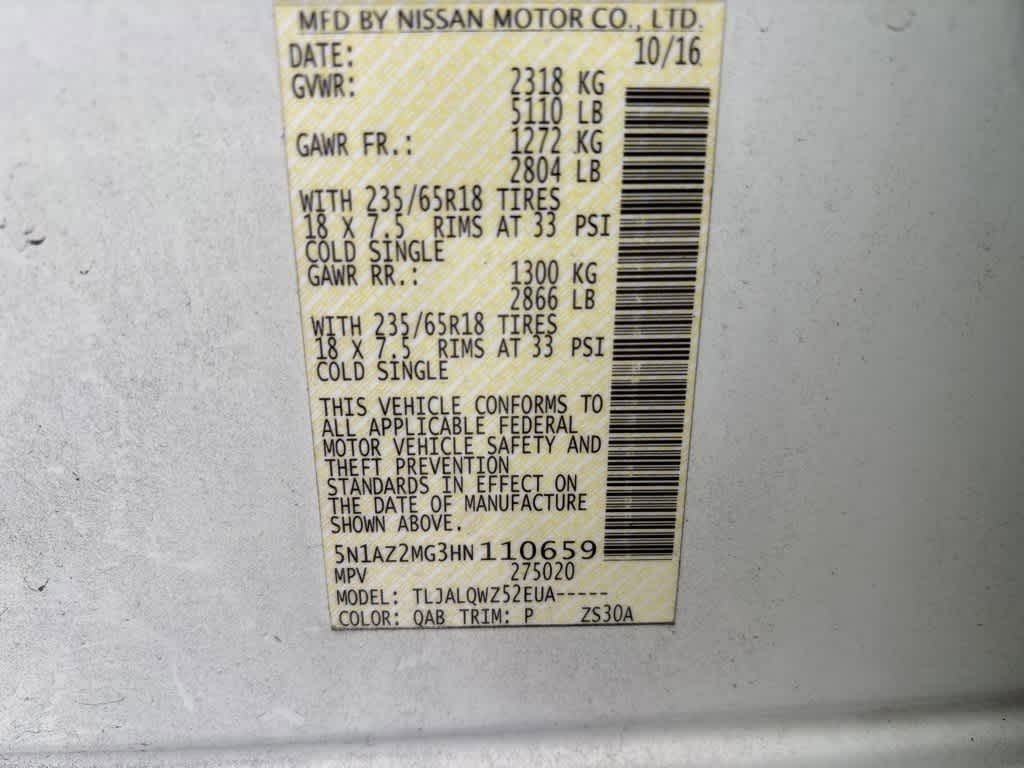 MFD BY NISSAN MOTOR CO., LTD.
DATE: 10/16
GVWR: 2318 KG
5110 LB
GAWR FR.: 1272 KG
2804 LB
WITH 235/65R18 TIRES
18 X 7.5 RIMS AT 33 PSI
COLD SINGLE
GAWR RR.: 1300 KG
2866 LB
WITH 235/65R18 TIRES
18 X 7.5 RIMS AT 33 PSI
COLD SINGLE
THIS VEHICLE CONFORMS TO
ALL APPLICABLE FEDERAL
MOTOR VEHICLE SAFETY AND
THEFT PREVENTION
STANDARDS IN EFFECT ON
THE DATE OF MANUFACTURE
SHOWN ABOVE.
5N1AZ2MG3HN110659
MPV 275020
MODEL: TLJALQWZ52EUA-----
COLOR: QAB TRIM: P ZS30A